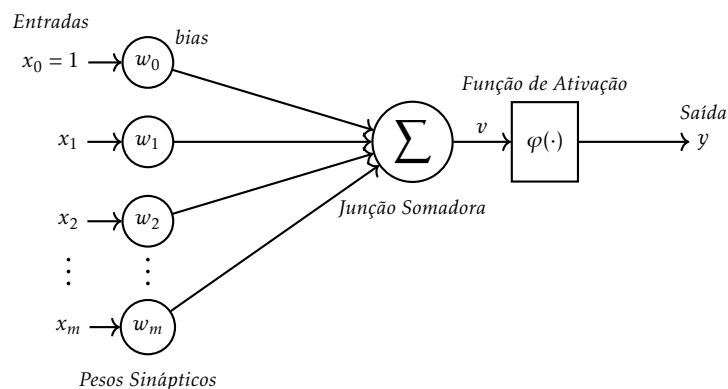 Entradas
bias
x₀ = 1
w₀
Função de Ativação
Saída
x₁
w₁
∑
v
φ(·)
y
x₂
w₂
Junção Somadora
⋮
⋮
xₘ
wₘ
Pesos Sinápticos